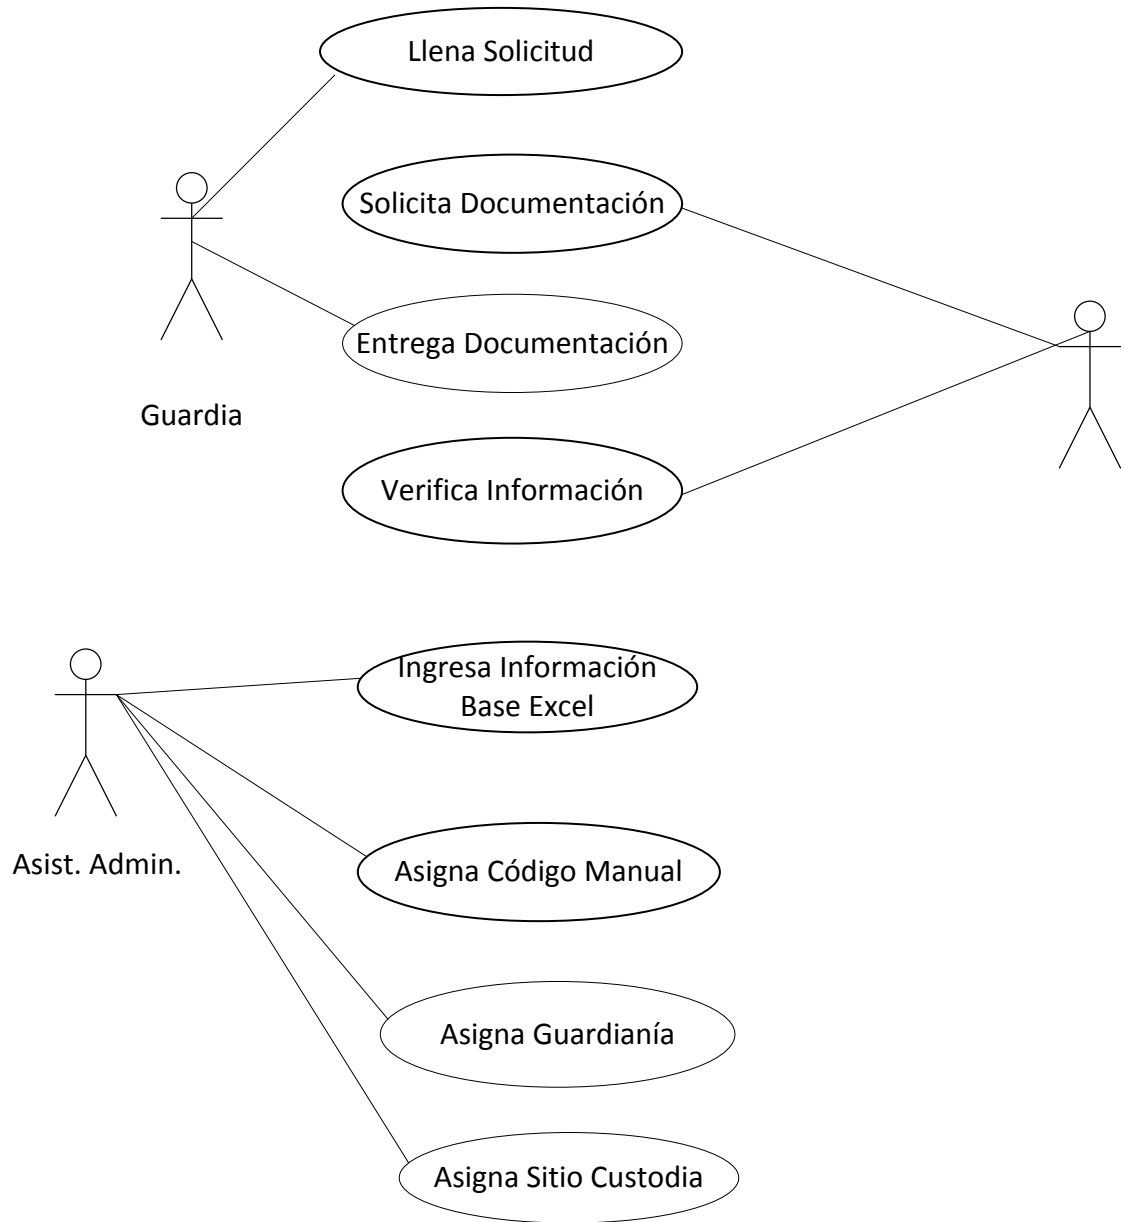 Llena Solicitud
Solicita Documentación
Entrega Documentación
Guardia
Verifica Información
Ingresa Información
Base Excel
Asist. Admin.
Asigna Código Manual
Asigna Guardianía
Asigna Sitio Custodia